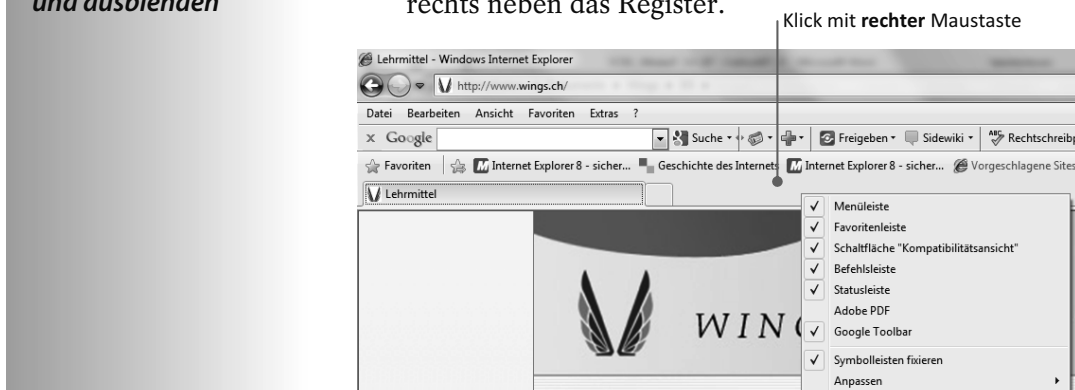 und ausblenden
rechts neben das Register.
Klick mit rechter Maustaste
Lehrmittel - Windows Internet Explorer
http://www.wings.ch/
Datei Bearbeiten Ansicht Favoriten Extras ?
x Google Suche Freigeben Sidewiki ABC
Favoriten Internet Explorer 8 - sicher... Geschichte des Internets Internet Explorer 8 - sicher... Vorgeschlagene Sites
Lehrmittel
✓ Menüleiste
✓ Favoritenleiste
✓ Schaltfläche "Kompatibilitätsansicht"
✓ Befehlsleiste
✓ Statusleiste
Adobe PDF
✓ Google Toolbar
✓ Symbolleisten fixieren
Anpassen
WIN